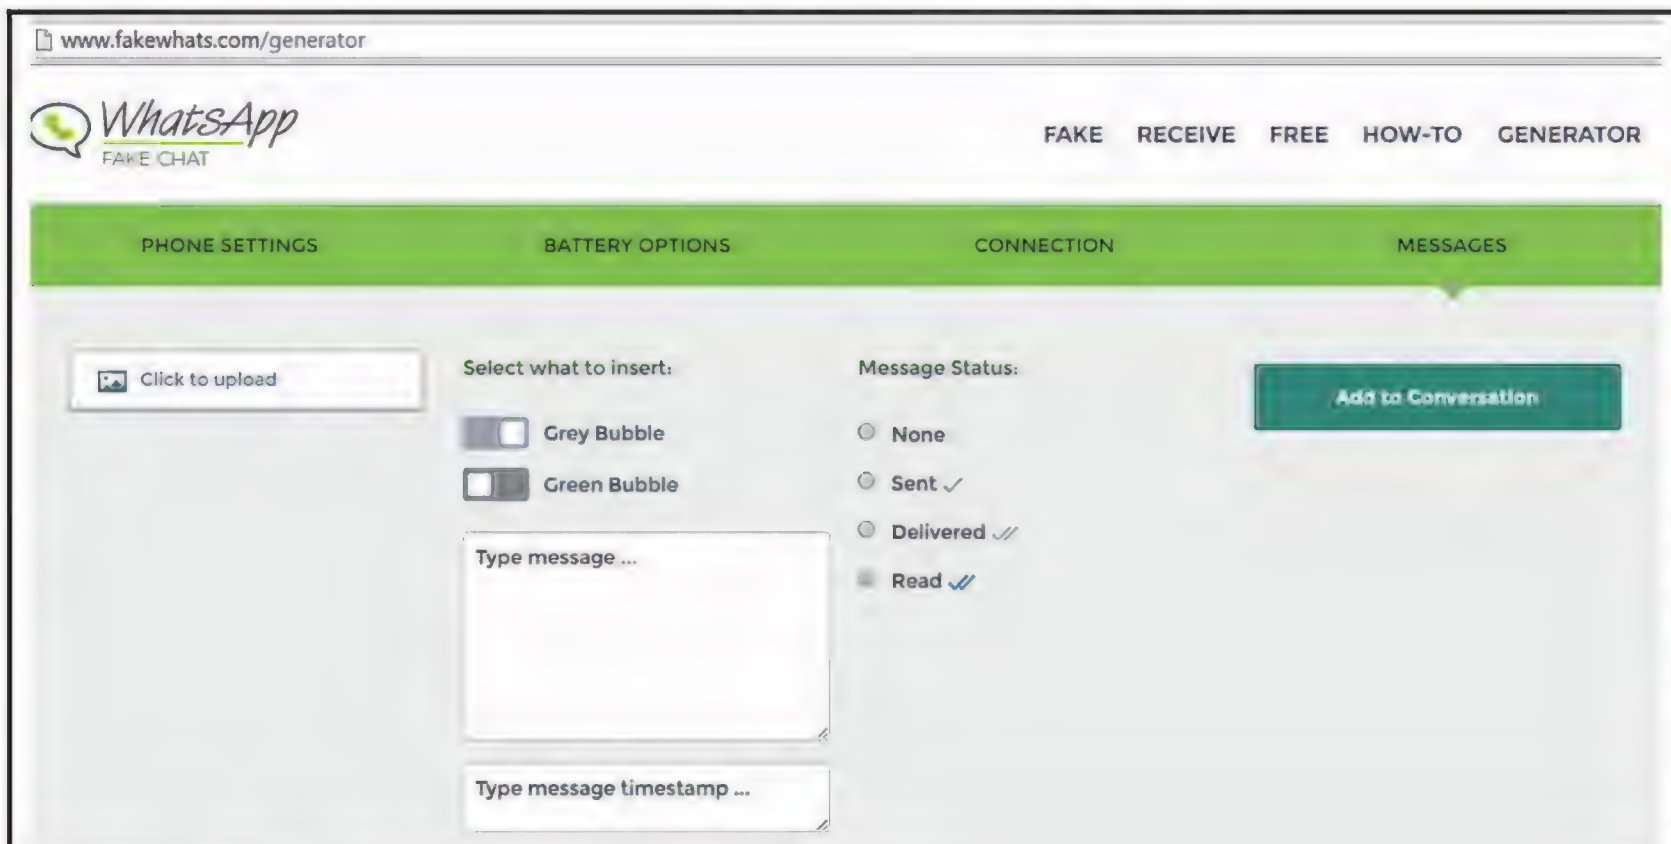 www.fakewhats.com/generator
WhatsApp
FAKE CHAT
FAKE RECEIVE FREE HOW-TO GENERATOR
PHONE SETTINGS BATTERY OPTIONS CONNECTION MESSAGES
Click to upload
Select what to insert:
Grey Bubble
Green Bubble
Type message ...
Type message timestamp ...
Message Status:
None
Sent
Delivered
Read
Add to Conversation